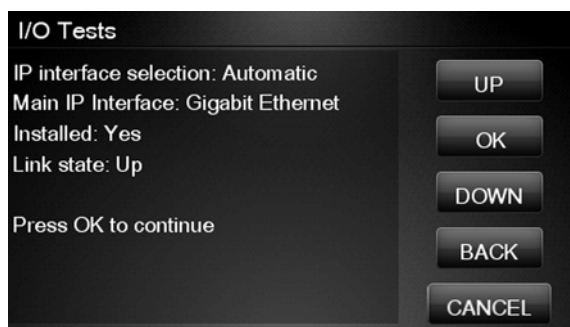 I/O Tests
IP interface selection: Automatic
Main IP Interface: Gigabit Ethernet
Installed: Yes
Link state: Up
Press OK to continue
UP
OK
DOWN
BACK
CANCEL